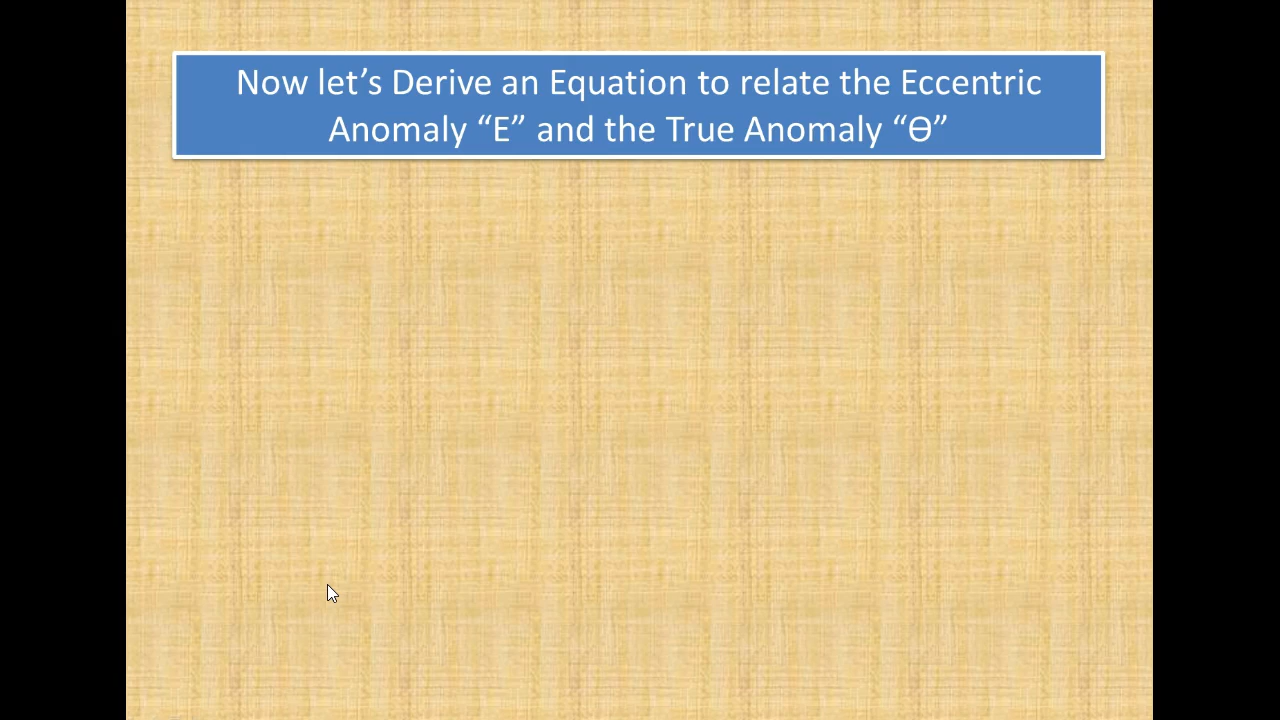 Now let’s Derive an Equation to relate the Eccentric
Anomaly “E” and the True Anomaly “Ɵ”